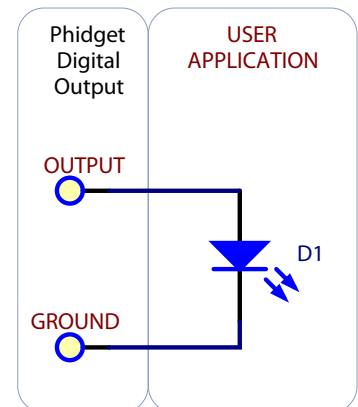 Phidget
Digital
Output
USER
APPLICATION
OUTPUT
D1
GROUND